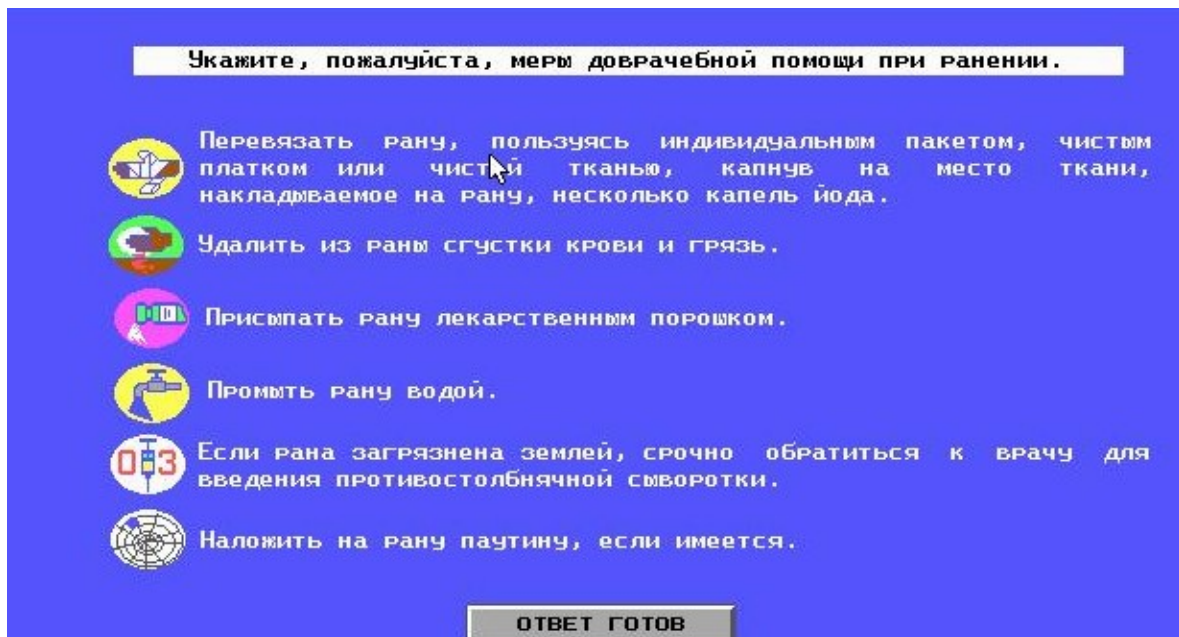 Укажите, пожалуйста, меры доврачебной помощи при ранении.
Перевязать рану, пользуясь индивидуальным пакетом, чистым
платком или чистой тканью, капнув на место ткани,
накладываемое на рану, несколько капель йода.
Удалить из раны сгустки крови и грязь.
Присыпать рану лекарственным порошком.
Промыть рану водой.
03
Если рана загрязнена землей, срочно обратиться к врачу для
введения противостолбнячной сыворотки.
Наложить на рану паутину, если имеется.
ОТВЕТ ГОТОВ